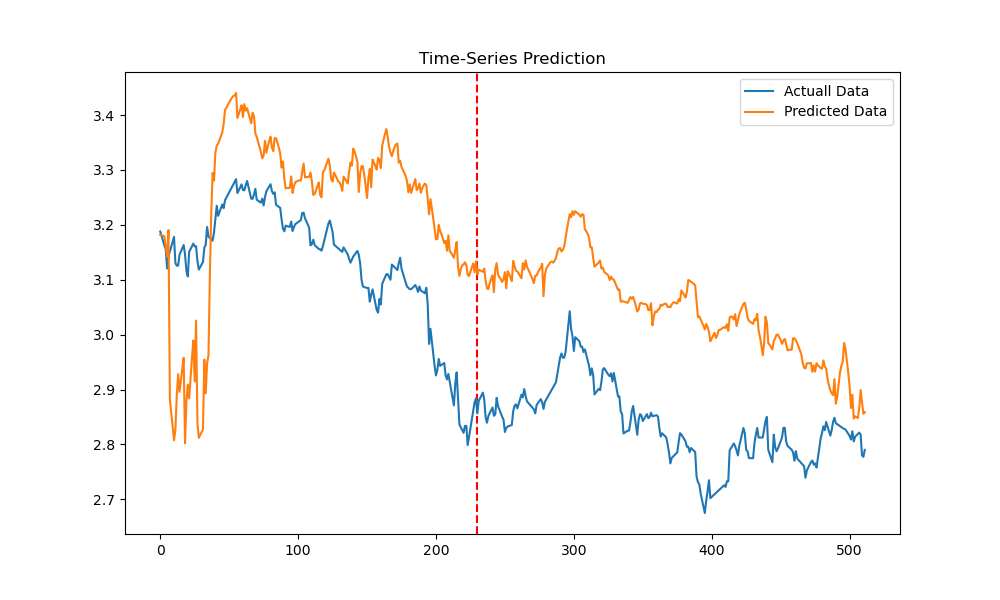 Time-Series Prediction
Actuall Data
Predicted Data
3.4
3.3
3.2
3.1
3.0
2.9
2.8
2.7
0 100 200 300 400 500